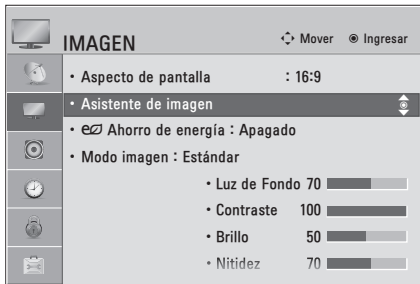 IMAGEN Mover Ingresar
• Aspecto de pantalla : 16:9
• Asistente de imagen
• eco Ahorro de energía : Apagado
• Modo imagen : Estándar
• Luz de Fondo 70
• Contraste 100
• Brillo 50
• Nitidez 70